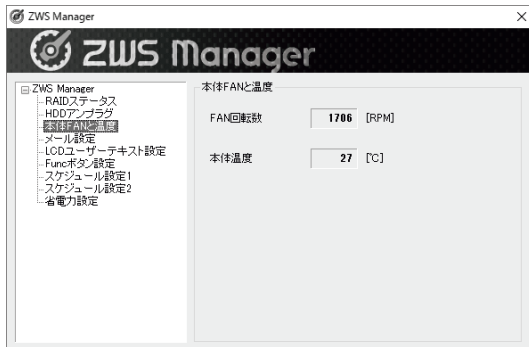 ZWS Manager
ZWS Manager
ZWS Manager
RAIDステータス
HDDアンプラグ
本体FANと温度
メール設定
LCDユーザーテキスト設定
Funcボタン設定
スケジュール設定1
スケジュール設定2
省電力設定
本体FANと温度
FAN回転数 1706 [RPM]
本体温度 27 [℃]